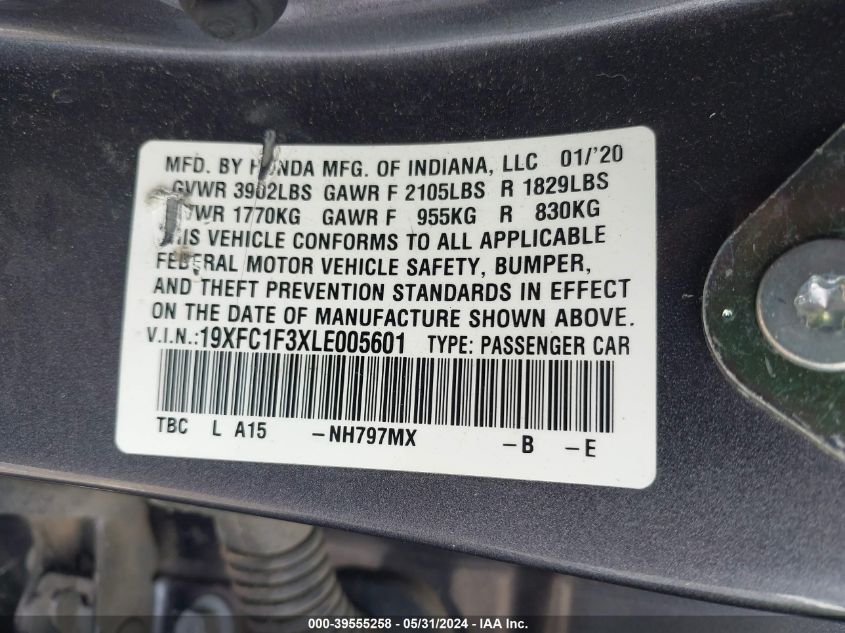 MFD. BY HONDA MFG. OF INDIANA, LLC 01/'20
GVWR 3902LBS GAWR F 2105LBS R 1829LBS
GVWR 1770KG GAWR F 955KG R 830KG
THIS VEHICLE CONFORMS TO ALL APPLICABLE
FEDERAL MOTOR VEHICLE SAFETY, BUMPER,
AND THEFT PREVENTION STANDARDS IN EFFECT
ON THE DATE OF MANUFACTURE SHOWN ABOVE.
V.I.N.:19XFC1F3XLE005601 TYPE: PASSENGER CAR
TBC L A15 -NH797MX -B -E
000-39555258 - 05/31/2024 - IAA Inc.